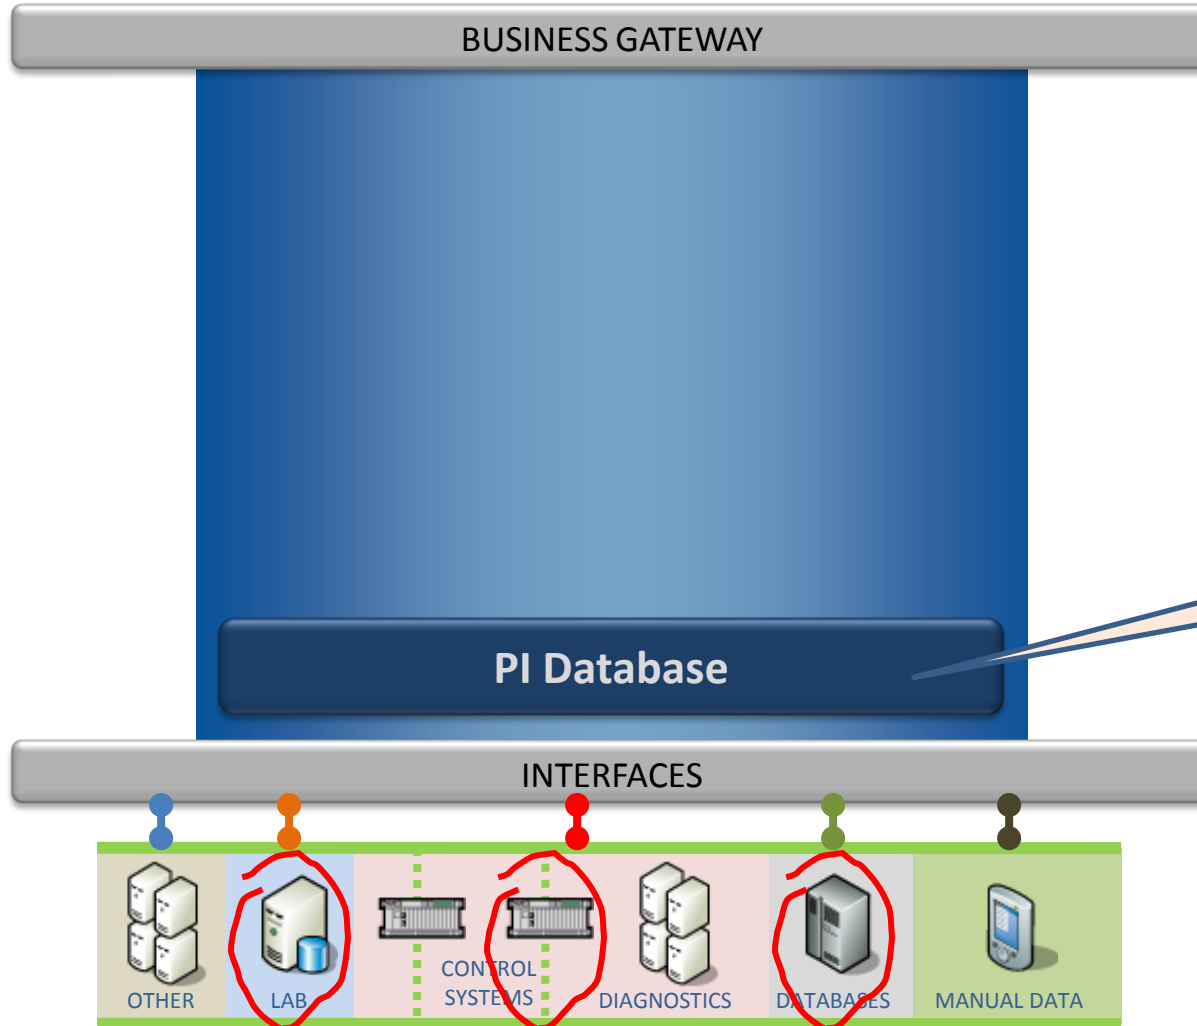 BUSINESS GATEWAY
PI Database
INTERFACES
OTHER
LAB
CONTROL
SYSTEMS
DIAGNOSTICS
DATABASES
MANUAL DATA